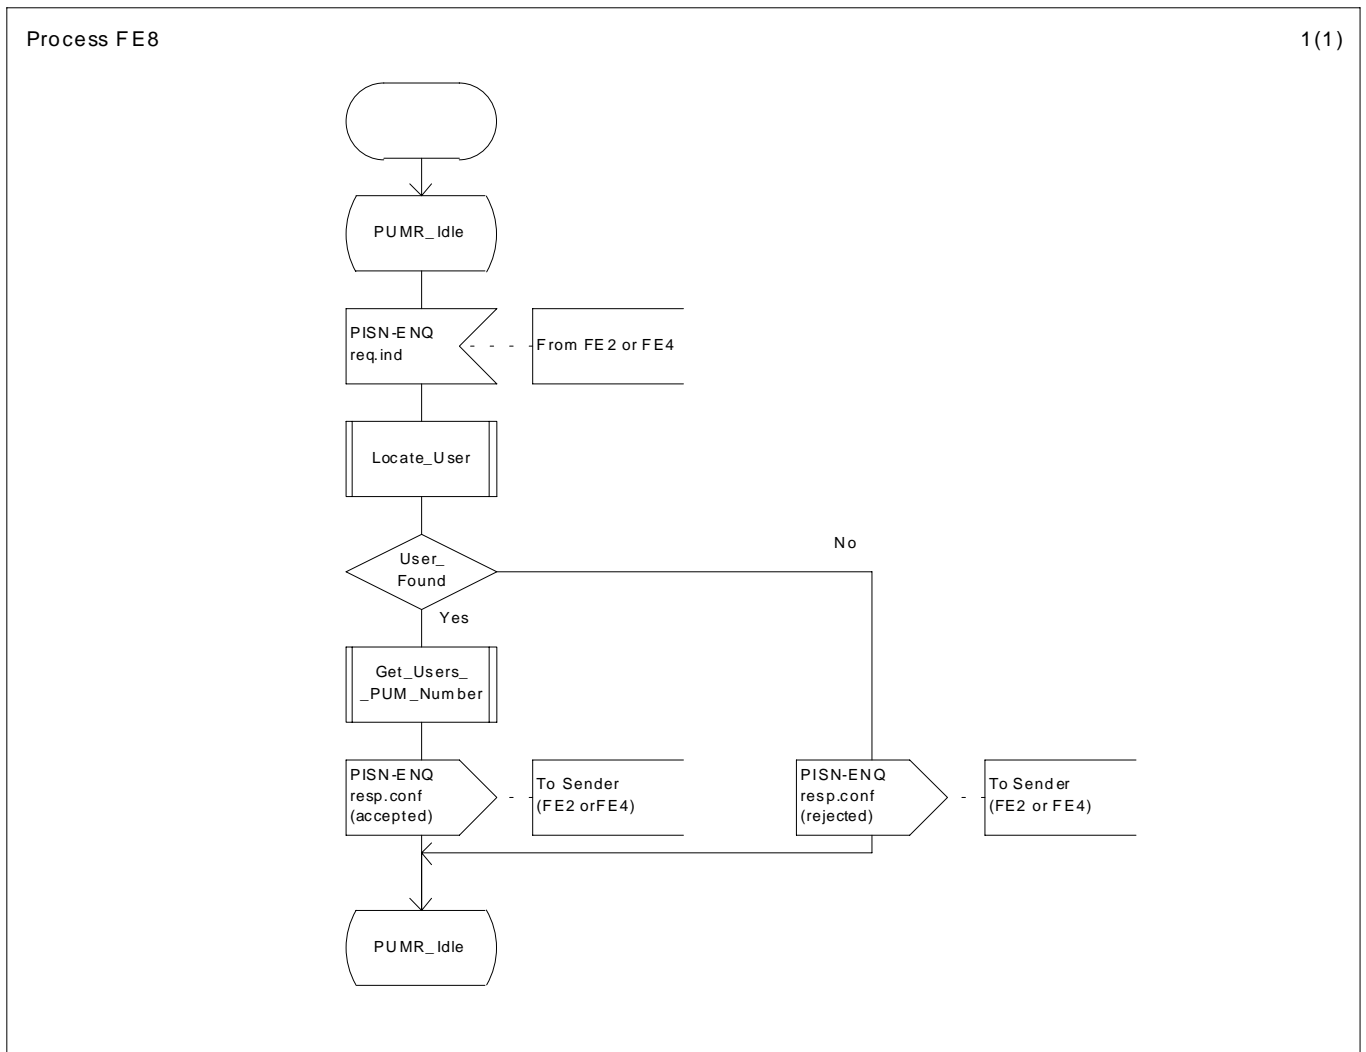 Process FE8
1(1)
PUMR_Idle
PISN-ENQ
req.ind
From FE2 or FE4
Locate_User
User_
Found
No
Yes
Get_Users_
_PUM_Number
PISN-ENQ
resp.conf
(accepted)
To Sender
(FE2 orFE4)
PISN-ENQ
resp.conf
(rejected)
To Sender
(FE2 or FE4)
PUMR_Idle